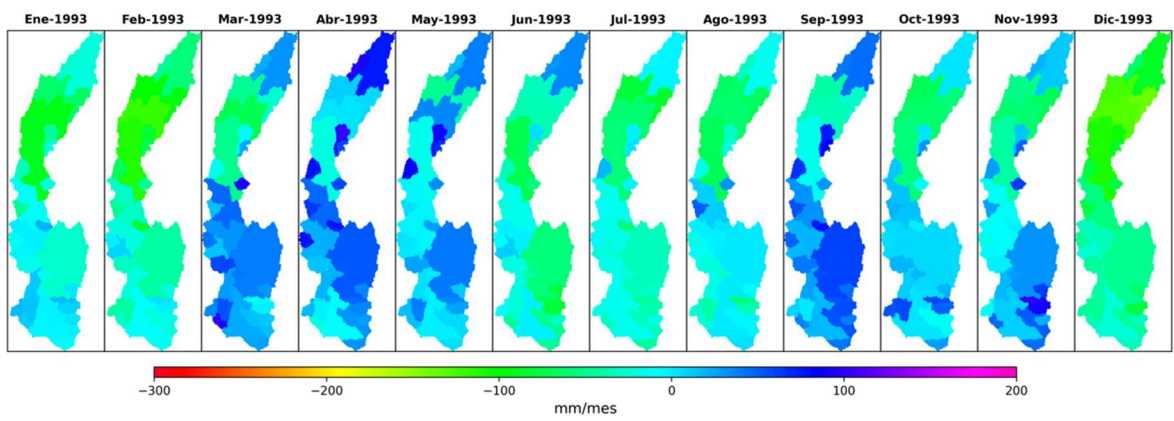 Ene-1993 Feb-1993 Mar-1993 Abr-1993 May-1993 Jun-1993 Jul-1993 Ago-1993 Sep-1993 Oct-1993 Nov-1993 Dic-1993
−300 −200 −100 0 100 200
mm/mes